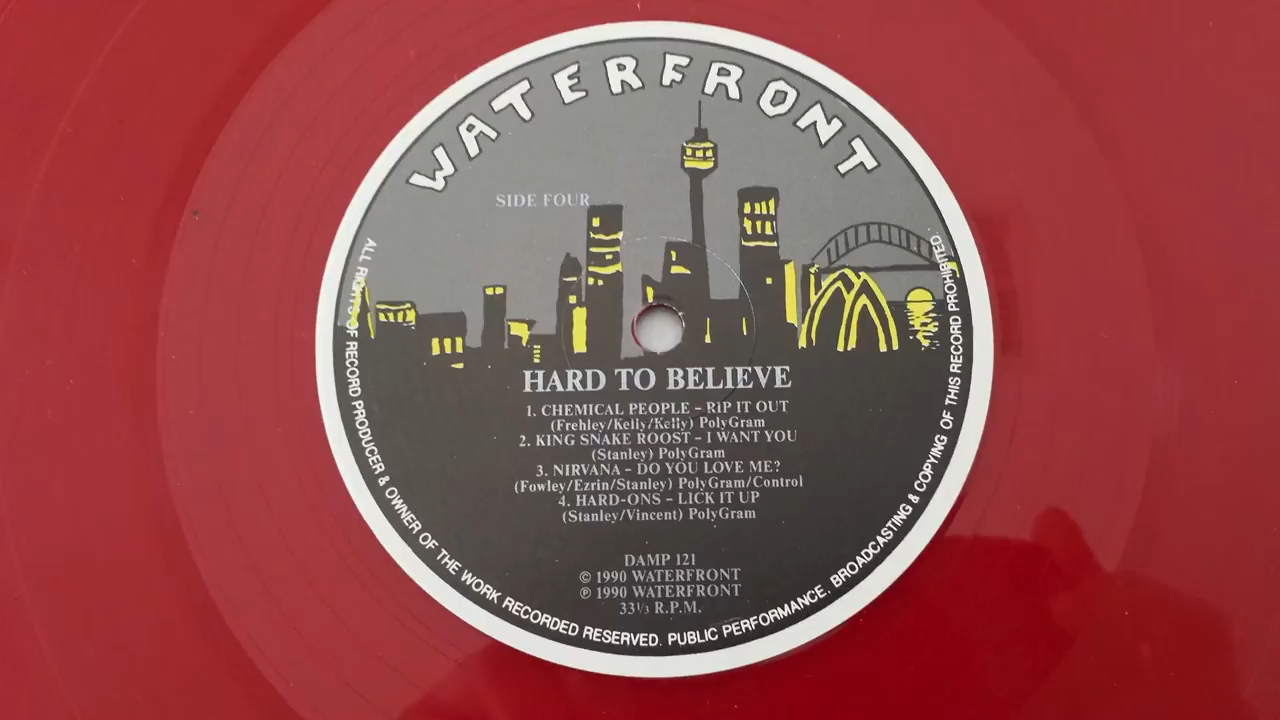 WATERFRONT
SIDE FOUR
HARD TO BELIEVE
1. CHEMICAL PEOPLE – RIP IT OUT
(Frehley/Kelly/Kelly) PolyGram
2. KING SNAKE ROOST – I WANT YOU
(Stanley) PolyGram
3. NIRVANA – DO YOU LOVE ME?
(Fowley/Ezrin/Stanley) PolyGram/Control
4. HARD-ONS – LICK IT UP
(Stanley/Vincent) PolyGram
DAMP 121
© 1990 WATERFRONT
℗ 1990 WATERFRONT
33⅓ R.P.M.
ALL RIGHTS OF RECORD PRODUCER & OWNER OF THE WORK RECORDED RESERVED. PUBLIC PERFORMANCE, BROADCASTING & COPYING OF THIS RECORD PROHIBITED.